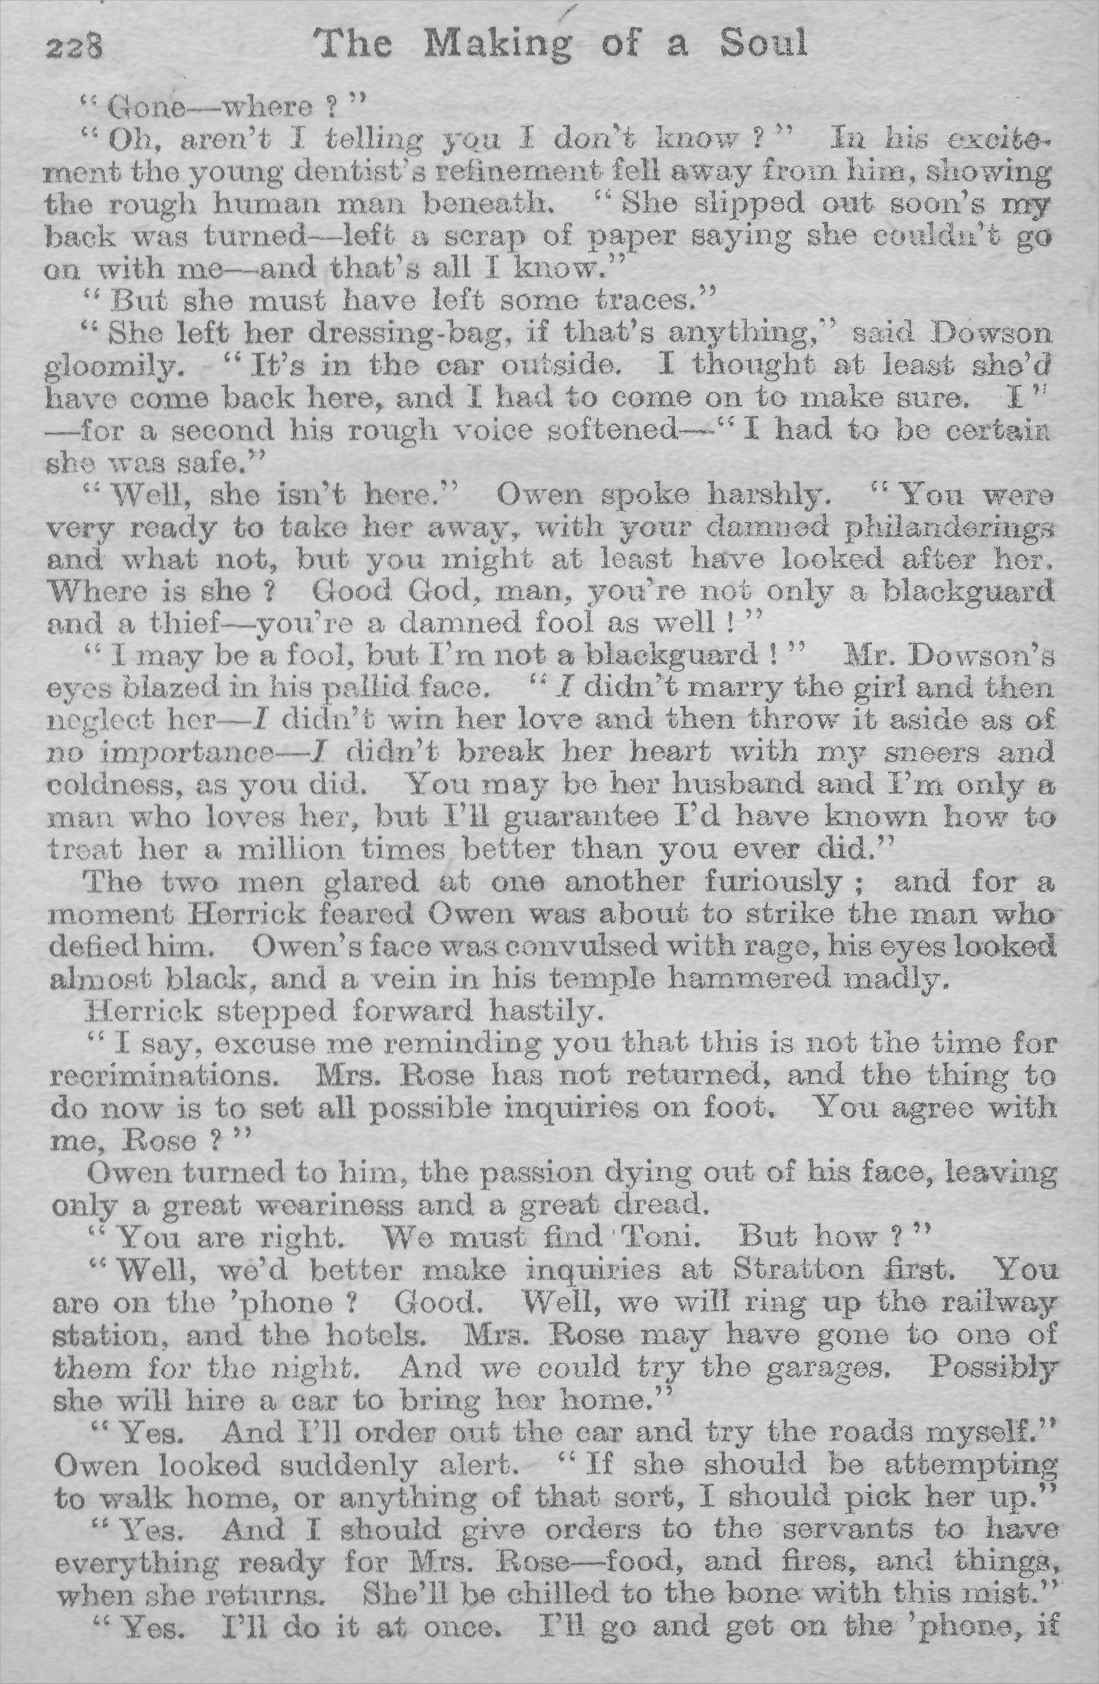 228 The Making of a Soul
“ Gone—where ? ”
“ Oh, aren’t I telling you I don’t know ? ” In his excite-
ment the young dentist’s refinement fell away from him, showing
the rough human man beneath. “ She slipped out soon’s my
back was turned—left a scrap of paper saying she couldn’t go
on with me—and that’s all I know.”
“ But she must have left some traces.”
“ She left her dressing-bag, if that’s anything,” said Dowson
gloomily. “ It’s in the car outside. I thought at least she’d
have come back here, and I had to come on to make sure. I ”
—for a second his rough voice softened—“ I had to be certain
she was safe.”
“ Well, she isn’t here.” Owen spoke harshly. “ You were
very ready to take her away, with your damned philanderings
and what not, but you might at least have looked after her.
Where is she ? Good God, man, you’re not only a blackguard
and a thief—you’re a damned fool as well ! ”
“ I may be a fool, but I’m not a blackguard ! ” Mr. Dowson’s
eyes blazed in his pallid face. “ I didn’t marry the girl and then
neglect her—I didn’t win her love and then throw it aside as of
no importance—I didn’t break her heart with my sneers and
coldness, as you did. You may be her husband and I’m only a
man who loves her, but I’ll guarantee I’d have known how to
treat her a million times better than you ever did.”
The two men glared at one another furiously ; and for a
moment Herrick feared Owen was about to strike the man who
defied him. Owen’s face was convulsed with rage, his eyes looked
almost black, and a vein in his temple hammered madly.
Herrick stepped forward hastily.
“ I say, excuse me reminding you that this is not the time for
recriminations. Mrs. Rose has not returned, and the thing to
do now is to set all possible inquiries on foot. You agree with
me, Rose ? ”
Owen turned to him, the passion dying out of his face, leaving
only a great weariness and a great dread.
“ You are right. We must find Toni. But how ? ”
“ Well, we’d better make inquiries at Stratton first. You
are on the ’phone ? Good. Well, we will ring up the railway
station, and the hotels. Mrs. Rose may have gone to one of
them for the night. And we could try the garages. Possibly
she will hire a car to bring her home.”
“ Yes. And I’ll order out the car and try the roads myself.”
Owen looked suddenly alert. “ If she should be attempting
to walk home, or anything of that sort, I should pick her up.”
“ Yes. And I should give orders to the servants to have
everything ready for Mrs. Rose—food, and fires, and things,
when she returns. She’ll be chilled to the bone with this mist.”
“ Yes. I’ll do it at once. I’ll go and get on the ’phone, if